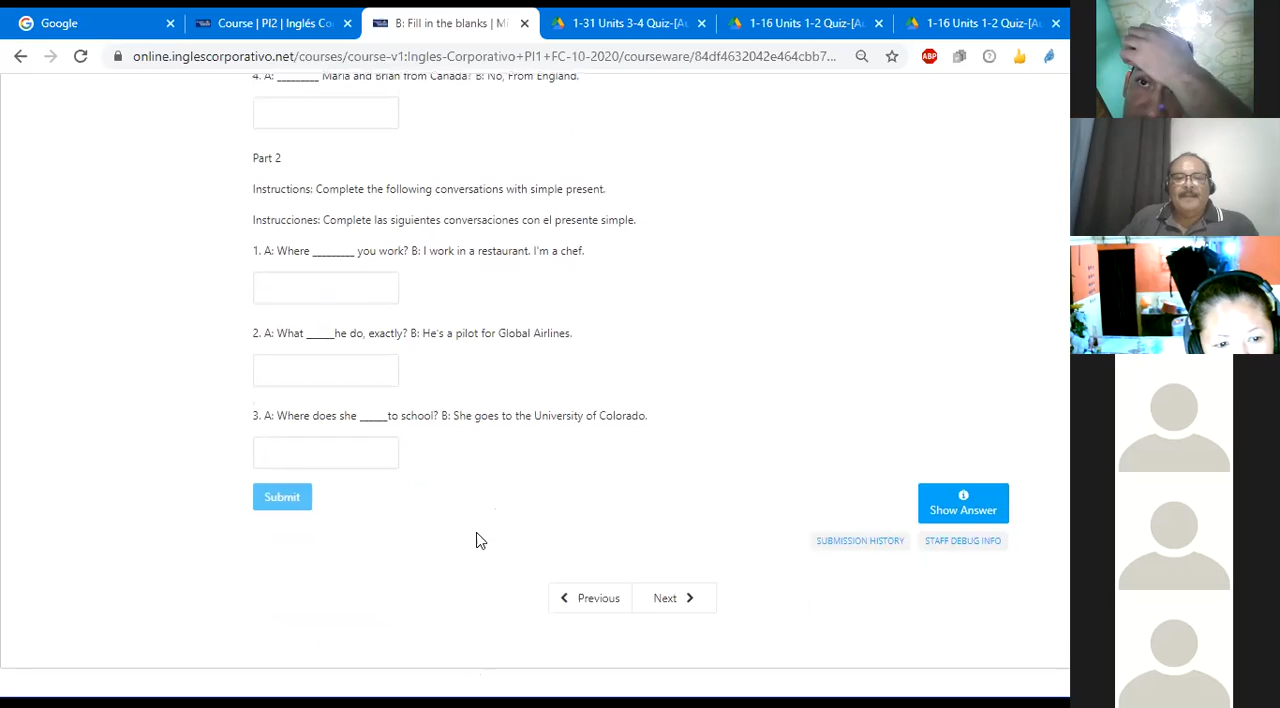 Google
Course | PI2 | Inglés Co
B: Fill in the blanks | Mi
1-31 Units 3-4 Quiz-[A
1-16 Units 1-2 Quiz-[Au
1-16 Units 1-2 Quiz-[Au
online.inglescorporativo.net/courses/course-v1:Ingles-Corporativo+PI1+FC-10-2020/courseware/84df4632042e464cbb7...
ABP
4. A: ________ Maria and Brian from Canada? B: No, From England.
Part 2
Instructions: Complete the following conversations with simple present.
Instrucciones: Complete las siguientes conversaciones con el presente simple.
1. A: Where ________ you work? B: I work in a restaurant. I'm a chef.
2. A: What _____he do, exactly? B: He's a pilot for Global Airlines.
3. A: Where does she _____to school? B: She goes to the University of Colorado.
Submit
Show Answer
SUBMISSION HISTORY
STAFF DEBUG INFO
Previous
Next